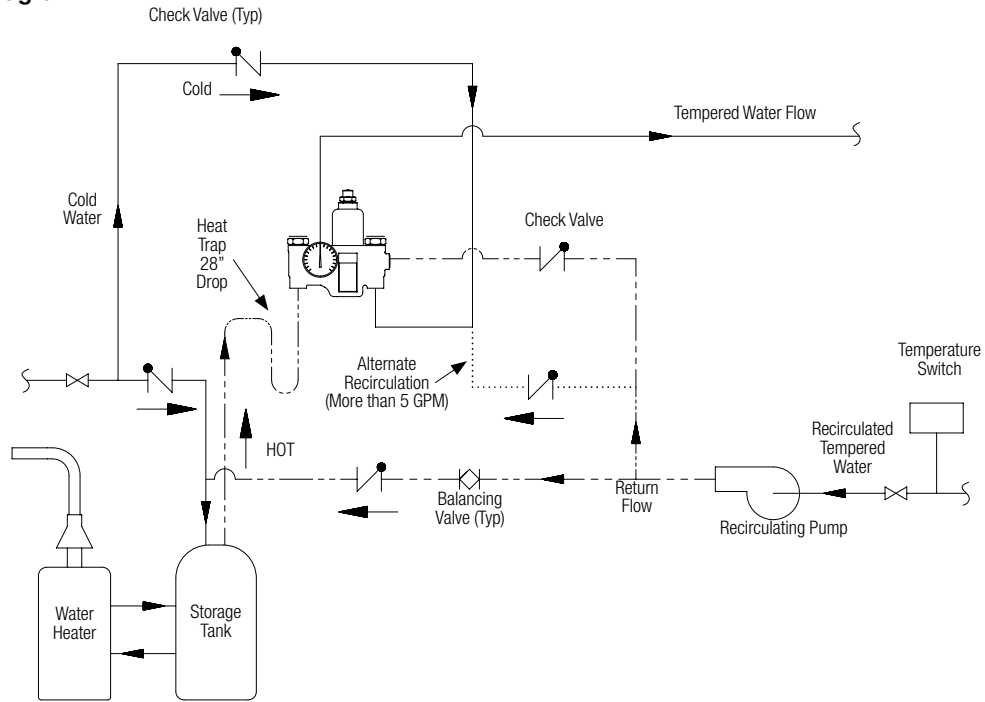 Check Valve (Typ)
Cold
Tempered Water Flow
Cold
Water
Heat
Trap
28"
Drop
Check Valve
Alternate
Recirculation
(More than 5 GPM)
Temperature
Switch
HOT
Recirculated
Tempered
Water
Balancing
Valve (Typ)
Return
Flow
Recirculating Pump
Water
Heater
Storage
Tank